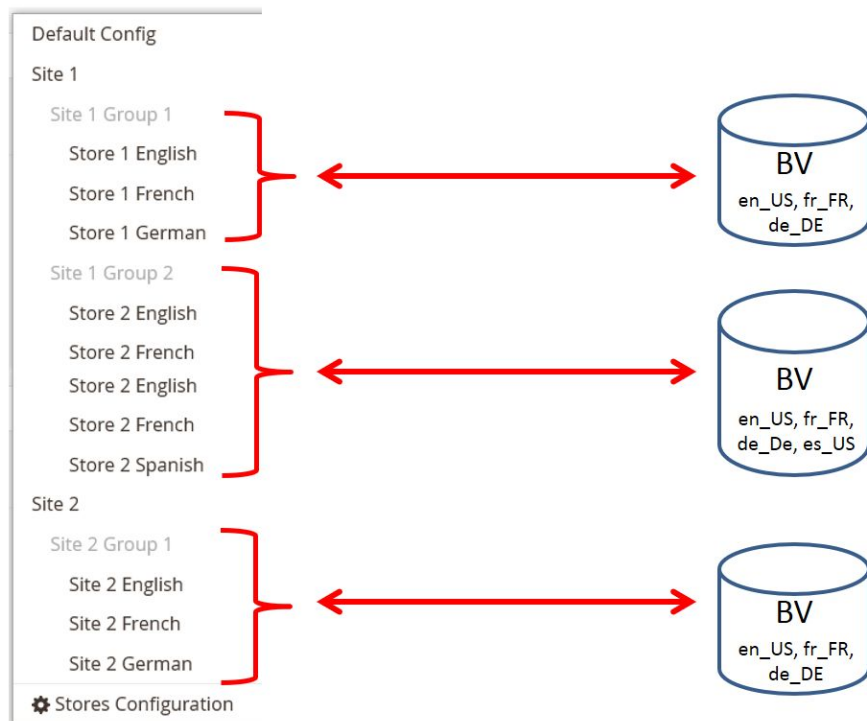 Default Config
Site 1
Site 1 Group 1
Store 1 English
Store 1 French
Store 1 German
Site 1 Group 2
Store 2 English
Store 2 French
Store 2 English
Store 2 French
Store 2 Spanish
Site 2
Site 2 Group 1
Site 2 English
Site 2 French
Site 2 German
Stores Configuration
BV
en_US, fr_FR,
de_DE
BV
en_US, fr_FR,
de_De, es_US
BV
en_US, fr_FR,
de_DE